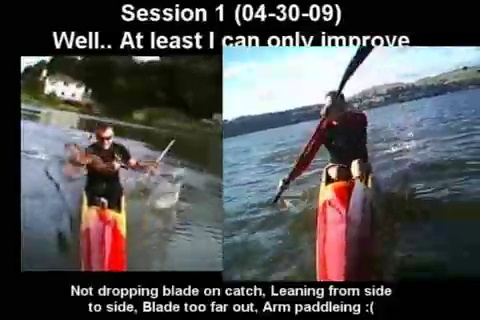 Session 1 (04-30-09)
Well.. At least I can only improve
Not dropping blade on catch, Leaning from side
to side, Blade too far out, Arm paddleing :(